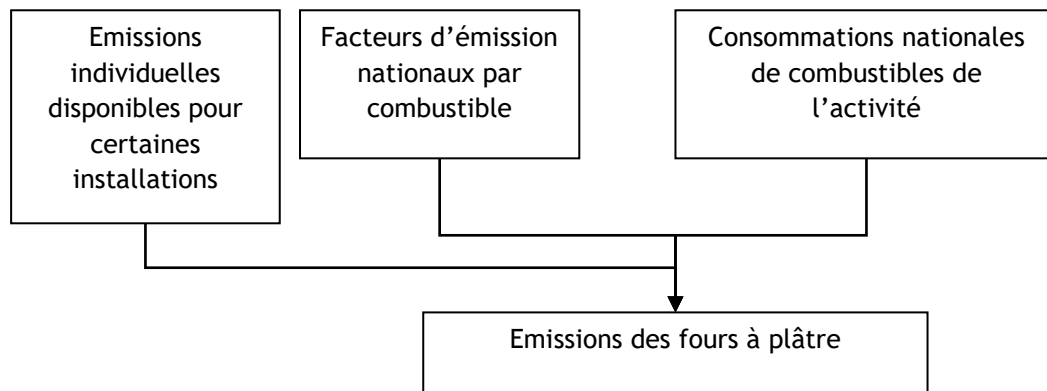 Emissions
individuelles
disponibles pour
certaines
installations
Facteurs d’émission
nationaux par
combustible
Consommations nationales
de combustibles de
l’activité
Emissions des fours à plâtre